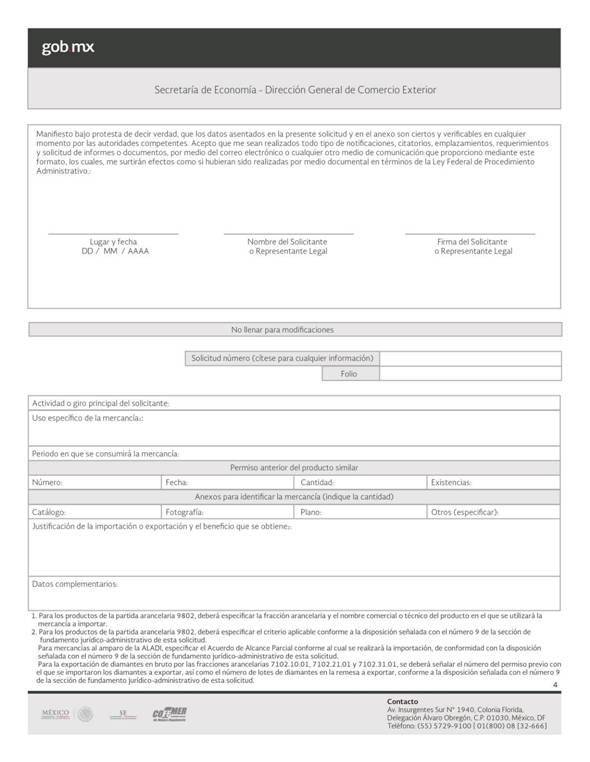 gob.mx
Secretaría de Economía - Dirección General de Comercio Exterior
Manifiesto bajo protesta de decir verdad, que los datos asentados en la presente solicitud y en el anexo son ciertos y verificables en cualquier
momento por las autoridades competentes. Acepto que me sean realizados todo tipo de notificaciones, citatorios, emplazamientos, requerimientos
y solicitud de informes o documentos, por medio del correo electrónico o cualquier otro medio de comunicación que proporciono mediante este
formato, los cuales, me surtirán efectos como si hubieran sido realizadas por medio documental en términos de la Ley Federal de Procedimiento
Administrativo.:
Lugar y fecha
DD / MM / AAAA
Nombre del Solicitante
o Representante Legal
Firma del Solicitante
o Representante Legal
No llenar para modificaciones
Solicitud número (cítese para cualquier información)
Folio
Actividad o giro principal del solicitante:
Uso específico de la mercancía₁:
Periodo en que se consumirá la mercancía:
Permiso anterior del producto similar
Número: Fecha: Cantidad: Existencias:
Anexos para identificar la mercancía (indique la cantidad)
Catálogo: Fotografía: Plano: Otros (especificar):
Justificación de la importación o exportación y el beneficio que se obtiene₂:
Datos complementarios:
1. Para los productos de la partida arancelaria 9802, deberá especificar la fracción arancelaria y el nombre comercial o técnico del producto en el que se utilizará la
mercancía a importar.
2. Para los productos de la partida arancelaria 9802, deberá especificar el criterio aplicable conforme a la disposición señalada con el número 9 de la sección de
fundamento jurídico-administrativo de esta solicitud.
Para mercancías al amparo de la ALADI, especificar el Acuerdo de Alcance Parcial conforme al cual se realizará la importación, de conformidad con la disposición
señalada con el número 9 de la sección de fundamento jurídico-administrativo de esta solicitud.
Para la exportación de diamantes en bruto por las fracciones arancelarias 7102.10.01, 7102.21.01 y 7102.31.01, se deberá señalar el número del permiso previo con
el que se importaron los diamantes a exportar, así como el número de lotes de diamantes en la remesa a exportar, conforme a la disposición señalada con el número 9
de la sección de fundamento jurídico-administrativo de esta solicitud.
4
MÉXICO
SE
Contacto
Av. Insurgentes Sur N° 1940, Colonia Florida,
Delegación Álvaro Obregón, C.P. 01030, México, DF
Teléfono: (55) 5729-9100 | 01(800) 08 [32-666]